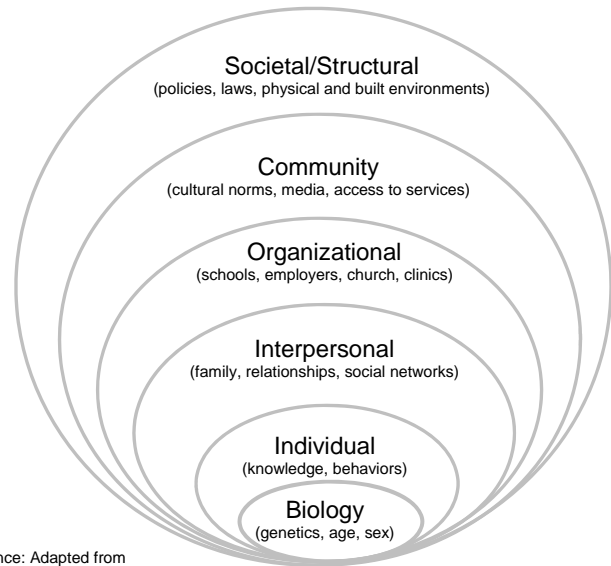 Societal/Structural
(policies, laws, physical and built environments)
Community
(cultural norms, media, access to services)
Organizational
(schools, employers, church, clinics)
Interpersonal
(family, relationships, social networks)
Individual
(knowledge, behaviors)
Biology
(genetics, age, sex)
nce: Adapted from